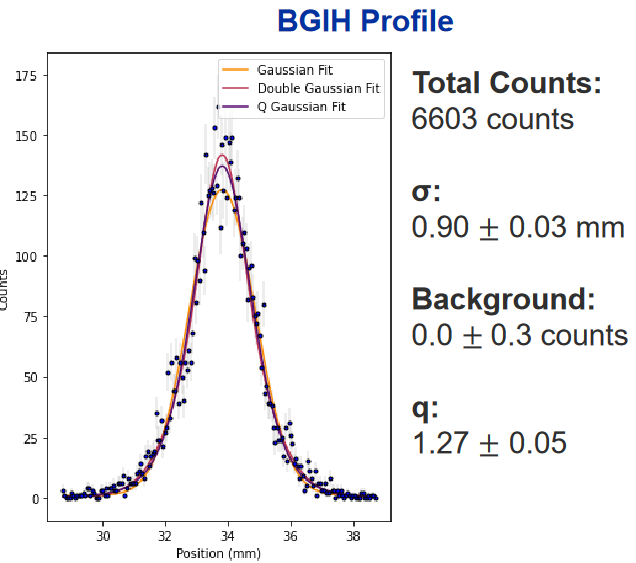 BGIH Profile
Gaussian Fit
Double Gaussian Fit
Q Gaussian Fit
175
150
125
100
75
50
25
0
Counts
30 32 34 36 38
Position (mm)
Total Counts:
6603 counts
σ:
0.90 ± 0.03 mm
Background:
0.0 ± 0.3 counts
q:
1.27 ± 0.05